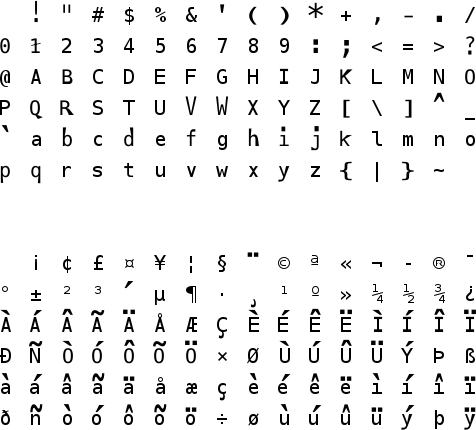 ! " # $ % & ' ( ) * + , - . /
0 1 2 3 4 5 6 7 8 9 : ; < = > ?
@ A B C D E F G H I J K L M N O
P Q R S T U V W X Y Z [ \ ] ^ _
` a b c d e f g h i j k l m n o
p q r s t u v w x y z { | } ~
¡ ¢ £ ¤ ¥ ¦ § ¨ © ª « ¬ - ® ¯
° ± ² ³ ´ µ ¶ · ¸ ¹ º » ¼ ½ ¾ ¿
À Á Â Ã Ä Å Æ Ç È É Ê Ë Ì Í Î Ï
Ð Ñ Ò Ó Ô Õ Ö × Ø Ù Ú Û Ü Ý Þ ß
à á â ã ä å æ ç è é ê ë ì í î ï
ð ñ ò ó ô õ ö ÷ ø ù ú û ü ý þ ÿ